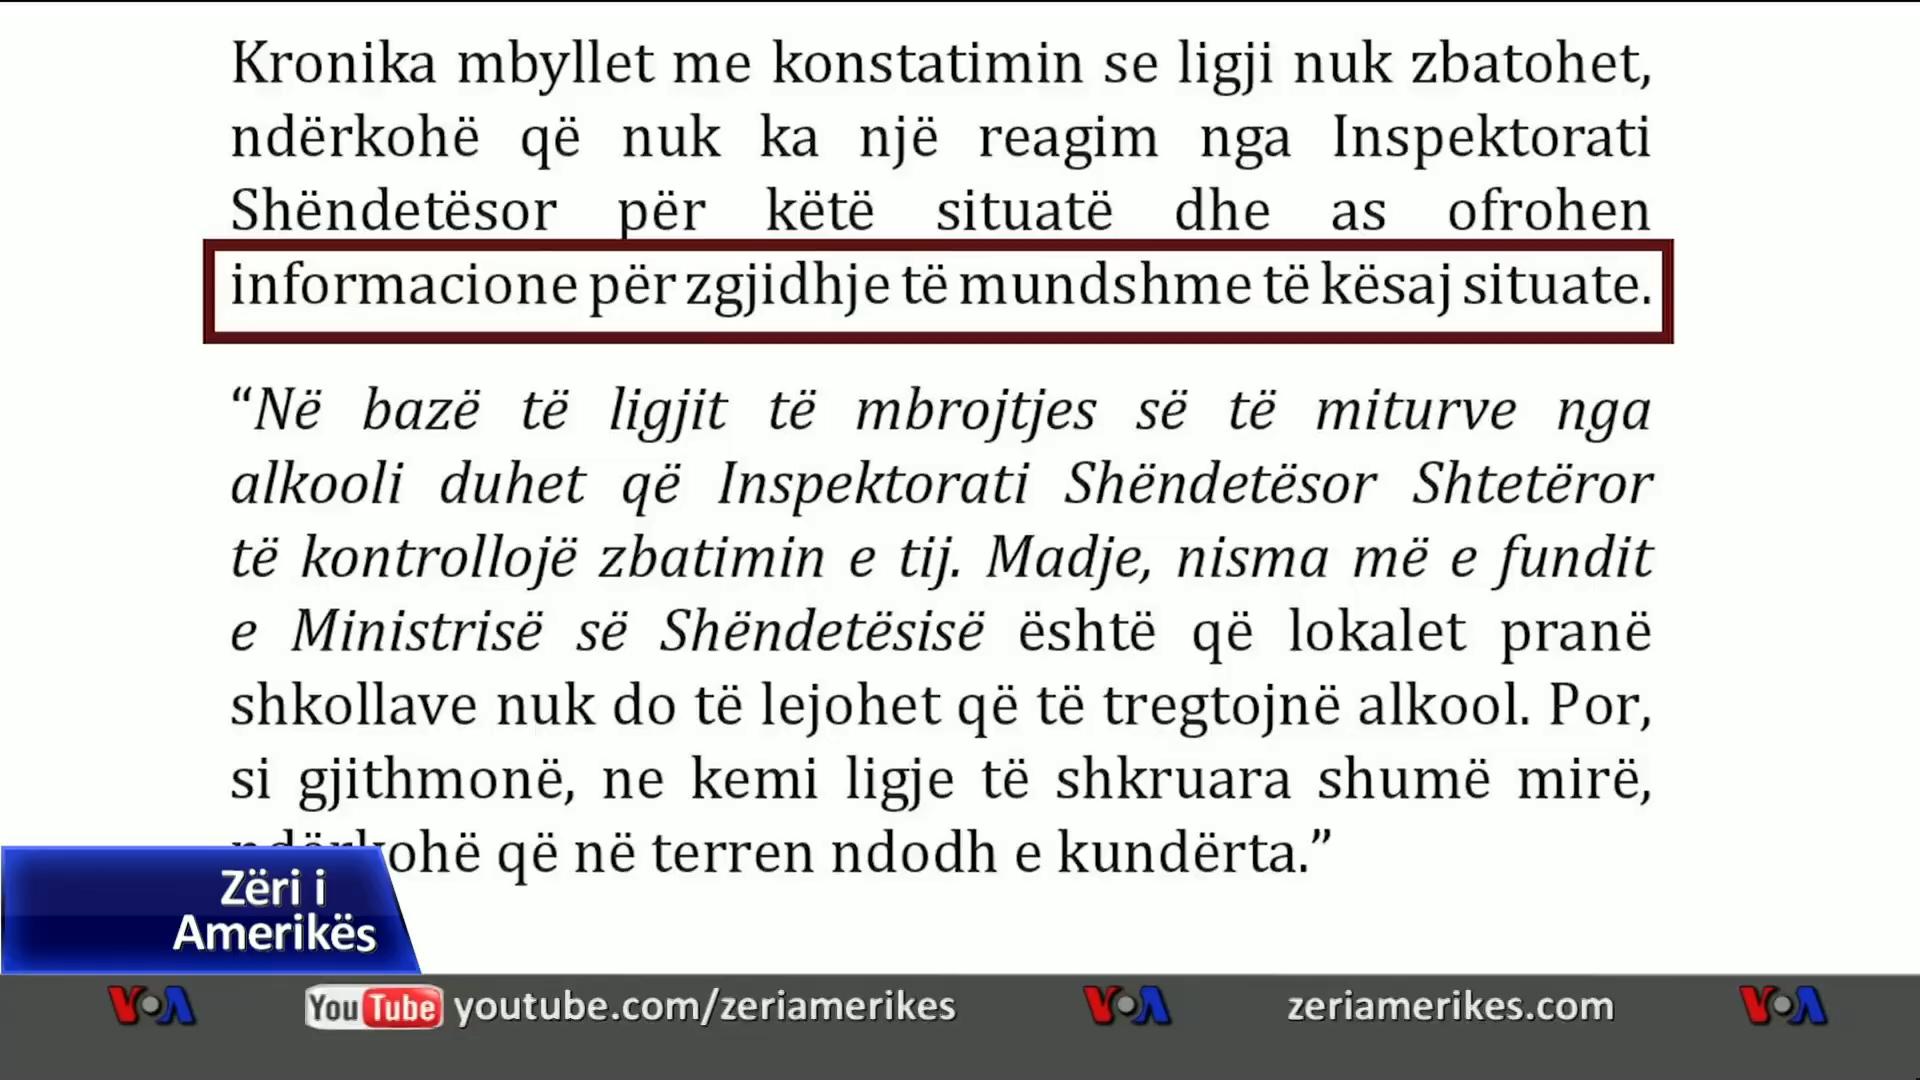 Kronika mbyllet me konstatimin se ligji nuk zbatohet,
ndërkohë që nuk ka një reagim nga Inspektorati
Shëndetësor për këtë situatë dhe as ofrohen
informacione për zgjidhje të mundshme të kësaj situate.
“Në bazë të ligjit të mbrojtjes së të miturve nga
alkooli duhet që Inspektorati Shëndetësor Shtetëror
të kontrollojë zbatimin e tij. Madje, nisma më e fundit
e Ministrisë së Shëndetësisë është që lokalet pranë
shkollave nuk do të lejohet që të tregtojnë alkool. Por,
si gjithmonë, ne kemi ligje të shkruara shumë mirë,
ndërkohë që në terren ndodh e kundërta.”
Zëri i
Amerikës
VOA YouTube youtube.com/zeriamerikes VOA zeriamerikes.com VOA